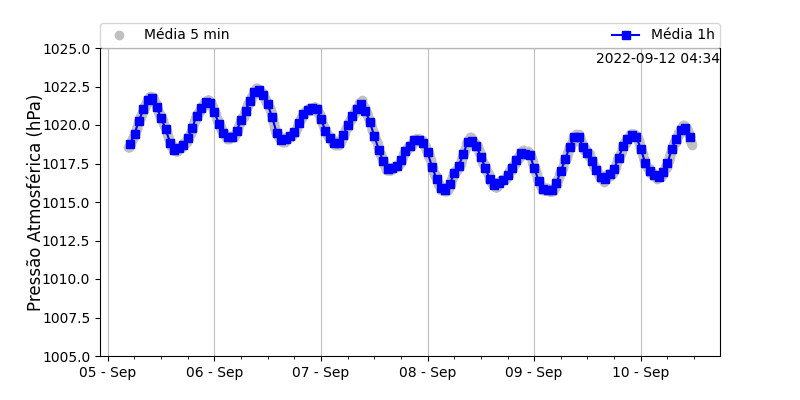 Média 5 min
Média 1h
2022-09-12 04:34
Pressão Atmosférica (hPa)
1025.0
1022.5
1020.0
1017.5
1015.0
1012.5
1010.0
1007.5
1005.0
05 - Sep
06 - Sep
07 - Sep
08 - Sep
09 - Sep
10 - Sep